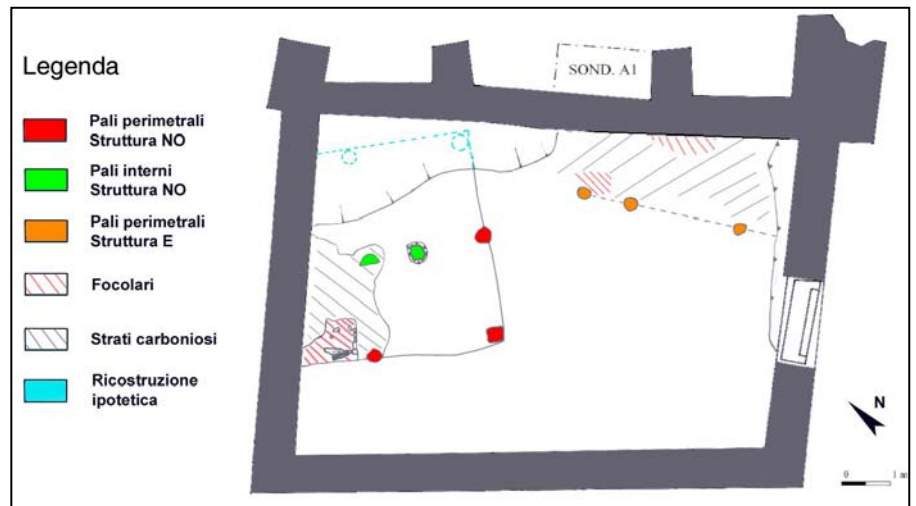 Legenda
Pali perimetrali
Struttura NO
Pali interni
Struttura NO
Pali perimetrali
Struttura E
Focolari
Strati carboniosi
Ricostruzione
ipotetica
SOND. A1
N
0 1 m